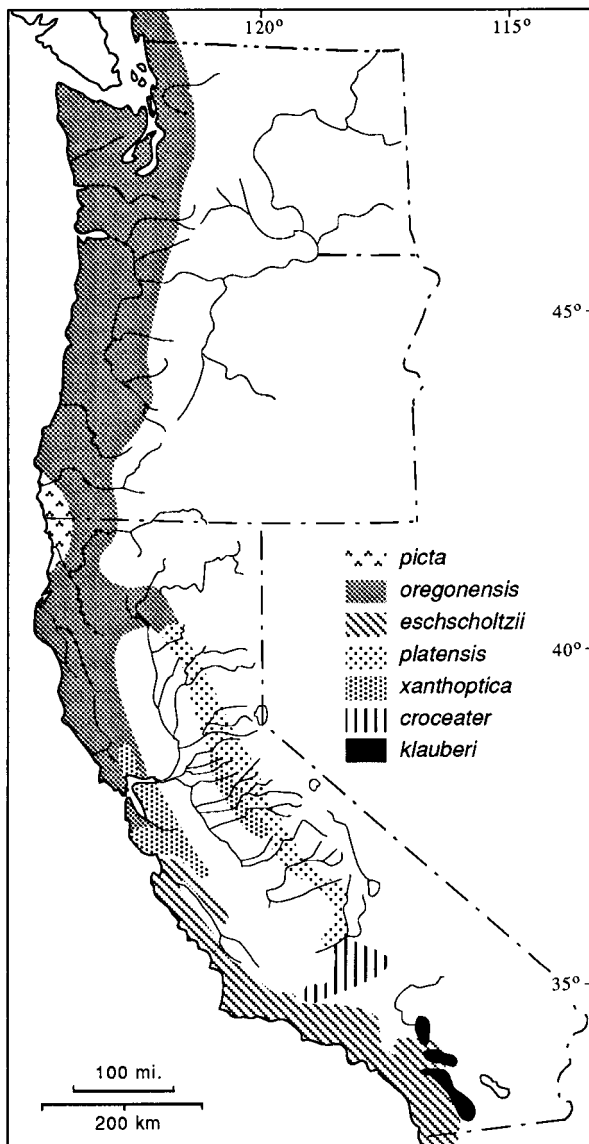 120° 115°
45°
picta
oregonensis
eschscholtzii
platensis
xanthoptica
croceater
klauberi
40°
35°
100 mi.
200 km